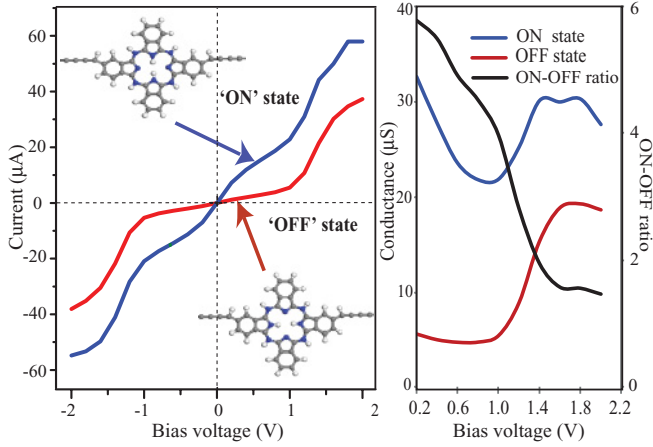 60
40
20
0
-20
-40
-60
Current (μA)
'ON' state
'OFF' state
-2
-1
0
1
2
Bias voltage (V)
40
30
20
10
0
Conductance (μS)
ON state
OFF state
ON-OFF ratio
6
4
2
0
ON-OFF ratio
0.2
0.6
1.0
1.4
1.8
2.2
Bias voltage (V)